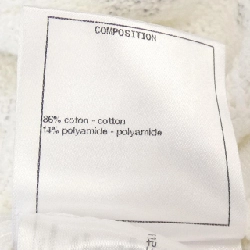 COMPOSITION
86% coton - cotton
14% polyamide - polyamide